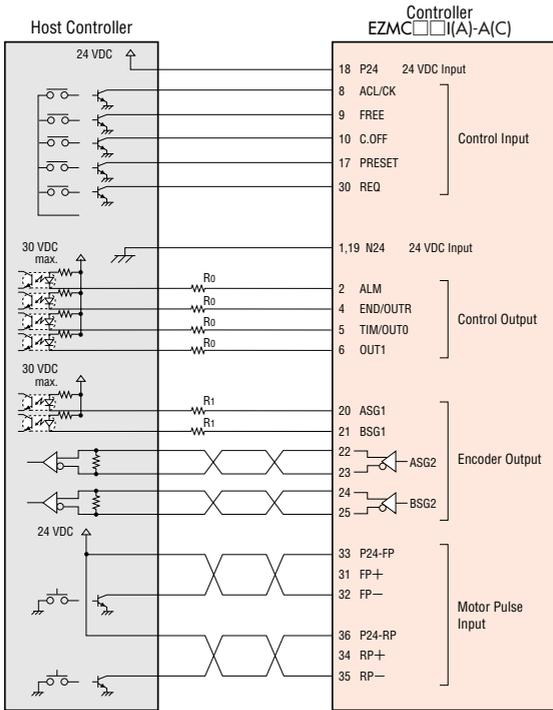 Host Controller
Controller
EZMC□□I(A)-A(C)
24 VDC
18 P24 24 VDC Input
8 ACL/CK
9 FREE
10 C.OFF
17 PRESET
30 REQ
Control Input
30 VDC
max.
1,19 N24 24 VDC Input
R0
2 ALM
R0
4 END/OUTR
R0
5 TIM/OUT0
R0
6 OUT1
Control Output
30 VDC
max.
R1
20 ASG1
R1
21 BSG1
22
23
ASG2
24
25
BSG2
Encoder Output
24 VDC
33 P24-FP
31 FP+
32 FP−
36 P24-RP
34 RP+
35 RP−
Motor Pulse
Input